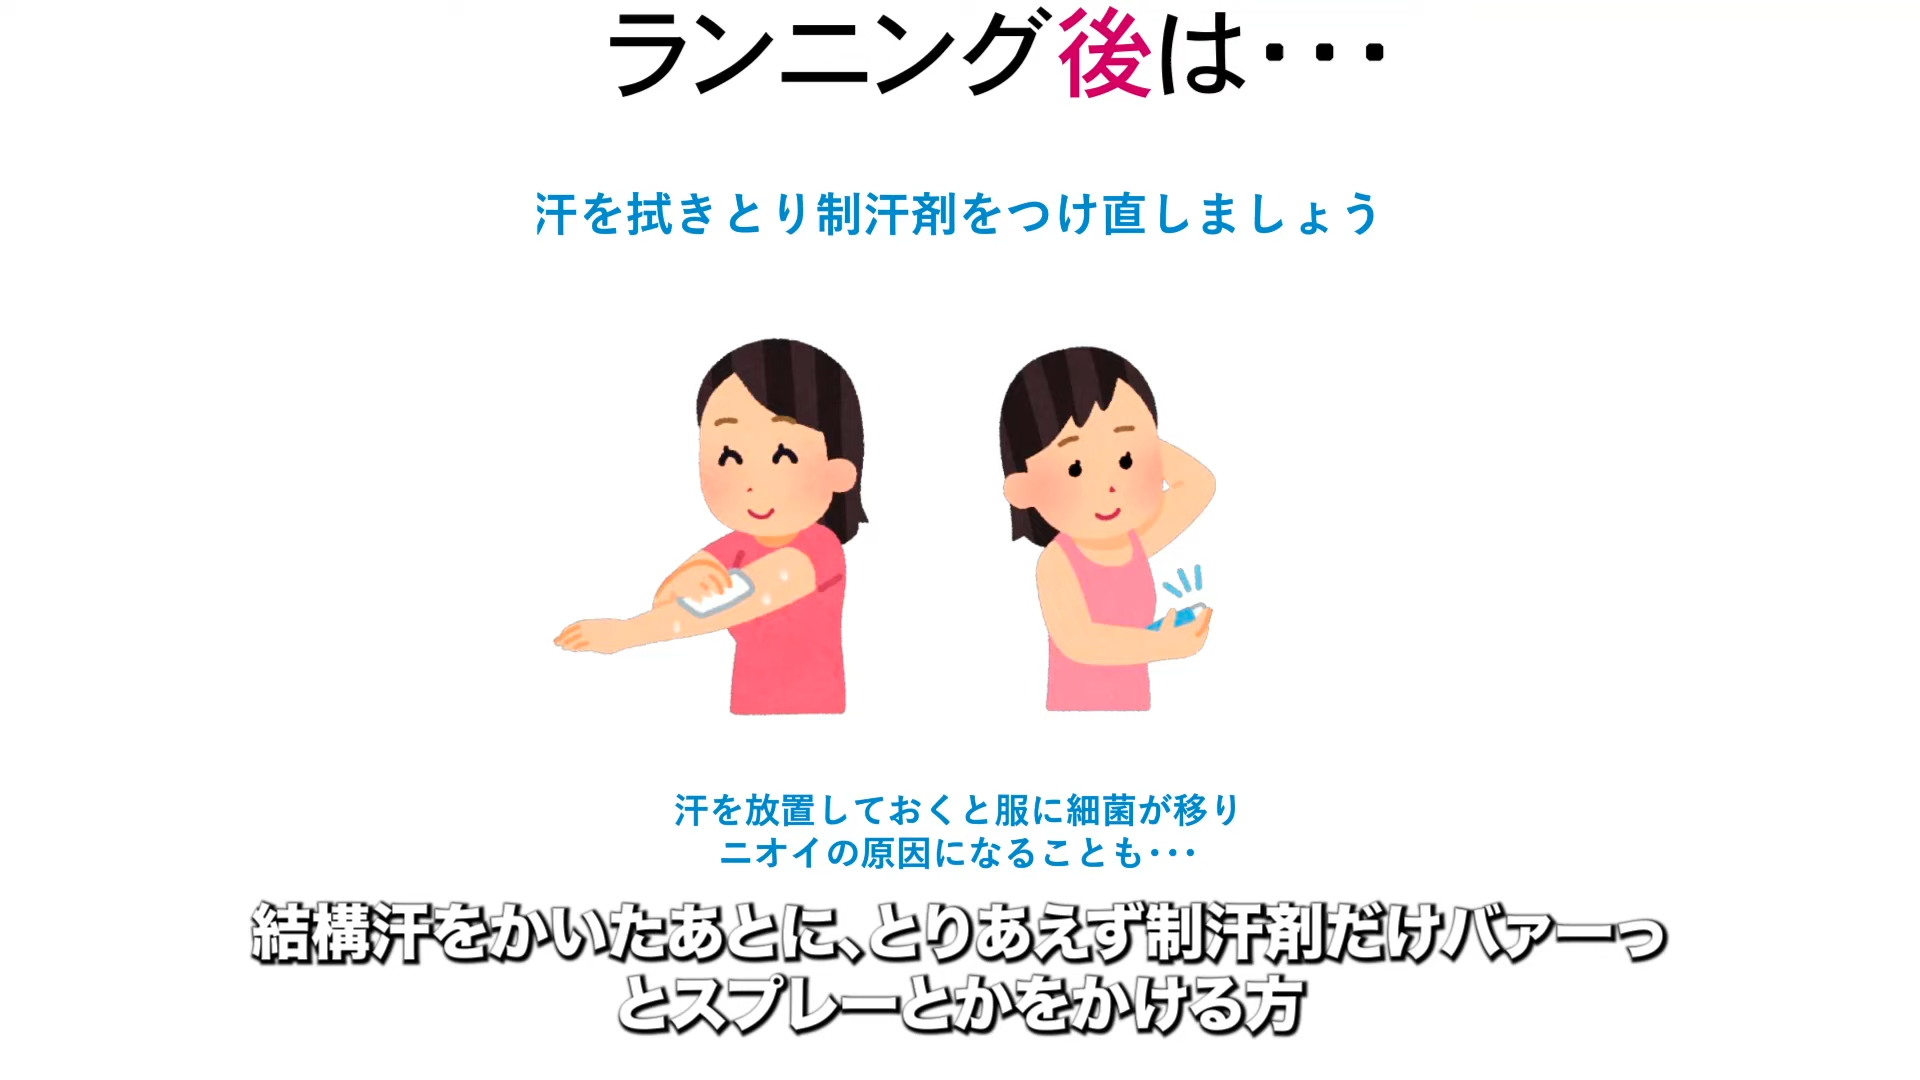 ランニング後は･･･
汗を拭きとり制汗剤をつけ直しましょう
汗を放置しておくと服に細菌が移り
ニオイの原因になることも･･･
結構汗をかいたあとに、とりあえず制汗剤だけバァーっ
とスプレーとかをかける方